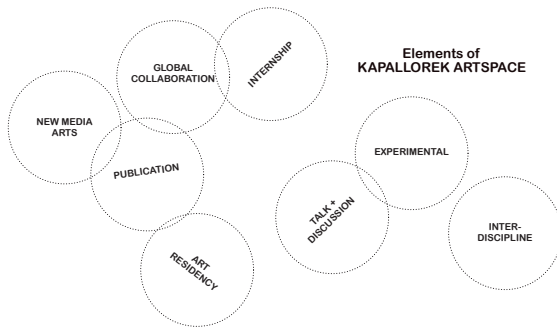 Elements of
KAPALLOREK ARTSPACE
GLOBAL
COLLABORATION
INTERNSHIP
NEW MEDIA
ARTS
PUBLICATION
EXPERIMENTAL
TALK +
DISCUSSION
INTER-
DISCIPLINE
ART
RESIDENCY